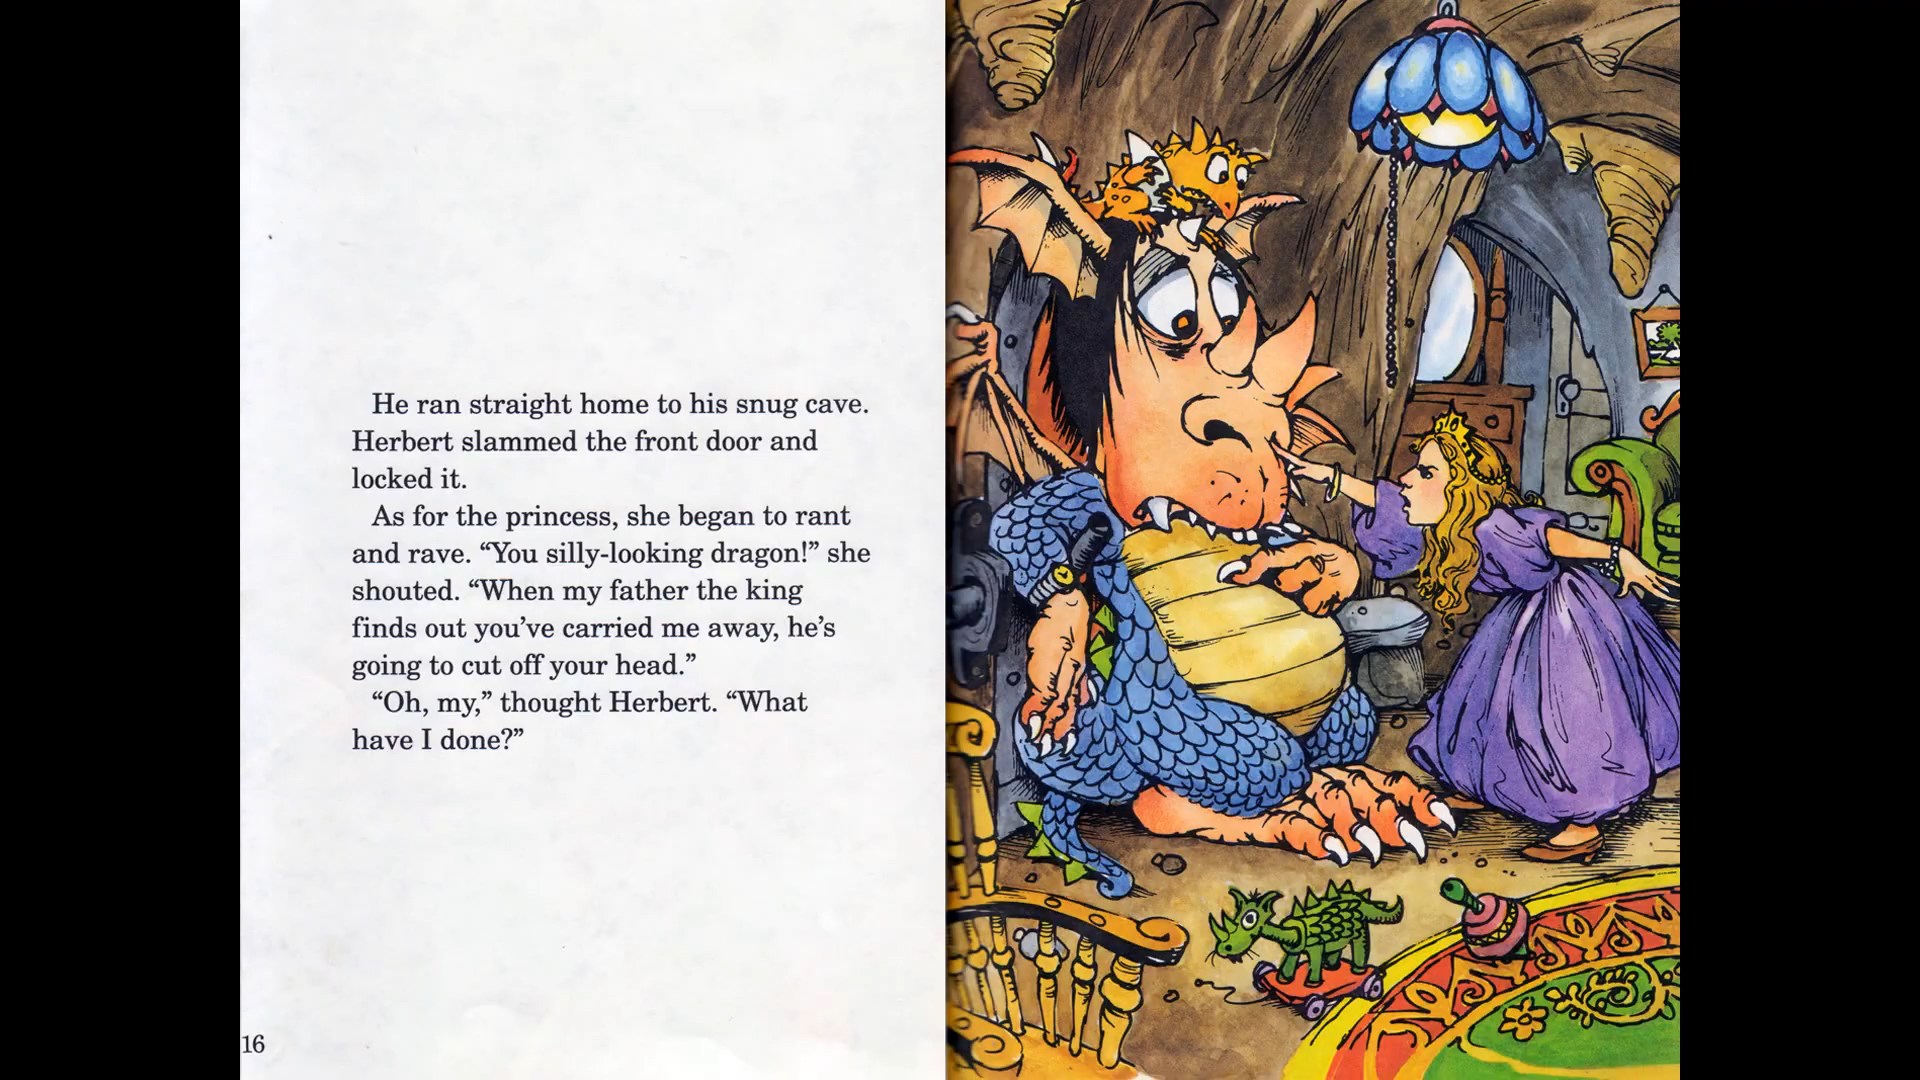 He ran straight home to his snug cave.
Herbert slammed the front door and
locked it.
As for the princess, she began to rant
and rave. “You silly-looking dragon!” she
shouted. “When my father the king
finds out you’ve carried me away, he’s
going to cut off your head.”
“Oh, my,” thought Herbert. “What
have I done?”
16